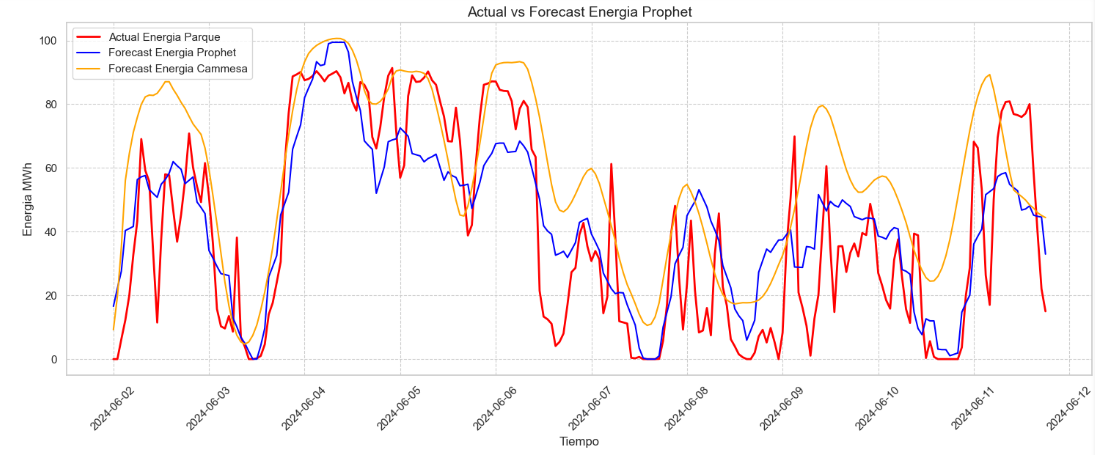 Actual vs Forecast Energia Prophet
Actual Energia Parque
Forecast Energia Prophet
Forecast Energia Cammesa
Energia MWh
100
80
60
40
20
0
2024-06-02
2024-06-03
2024-06-04
2024-06-05
2024-06-06
2024-06-07
2024-06-08
2024-06-09
2024-06-10
2024-06-11
2024-06-12
Tiempo